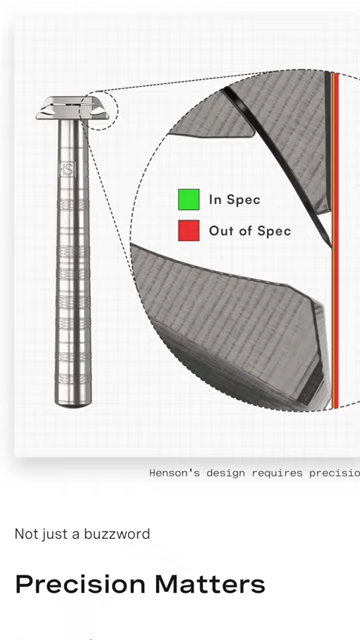 In Spec
Out of Spec
Henson's design requires precisio
Not just a buzzword
Precision Matters